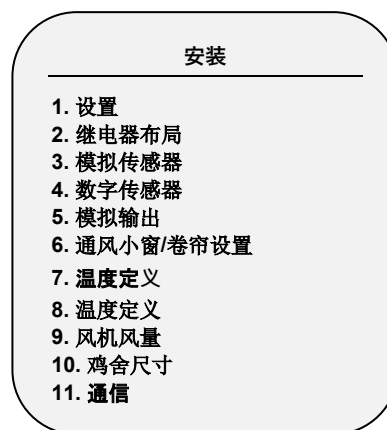 安装
1. 设置
2. 继电器布局
3. 模拟传感器
4. 数字传感器
5. 模拟输出
6. 通风小窗/卷帘设置
7. 温度定义
8. 温度定义
9. 风机风量
10. 鸡舍尺寸
11. 通信